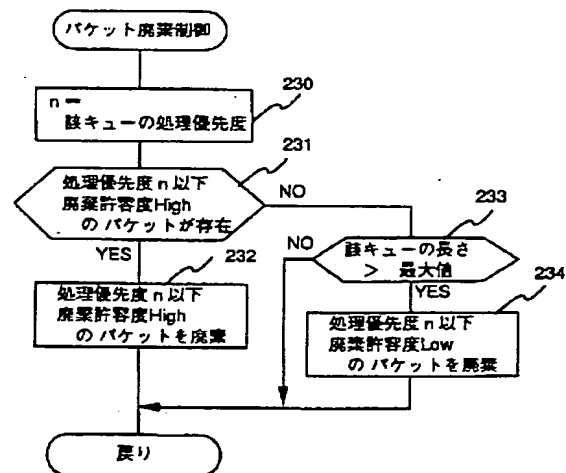 パケット廃棄制御
230
n =
該キューの処理優先度
231
処理優先度 n 以下
廃棄許容度High
のパケットが存在
NO
YES
232
処理優先度 n 以下
廃棄許容度High
のパケットを廃棄
233
NO
該キューの長さ
> 最大値
YES
234
処理優先度 n 以下
廃棄許容度Low
のパケットを廃棄
戻り